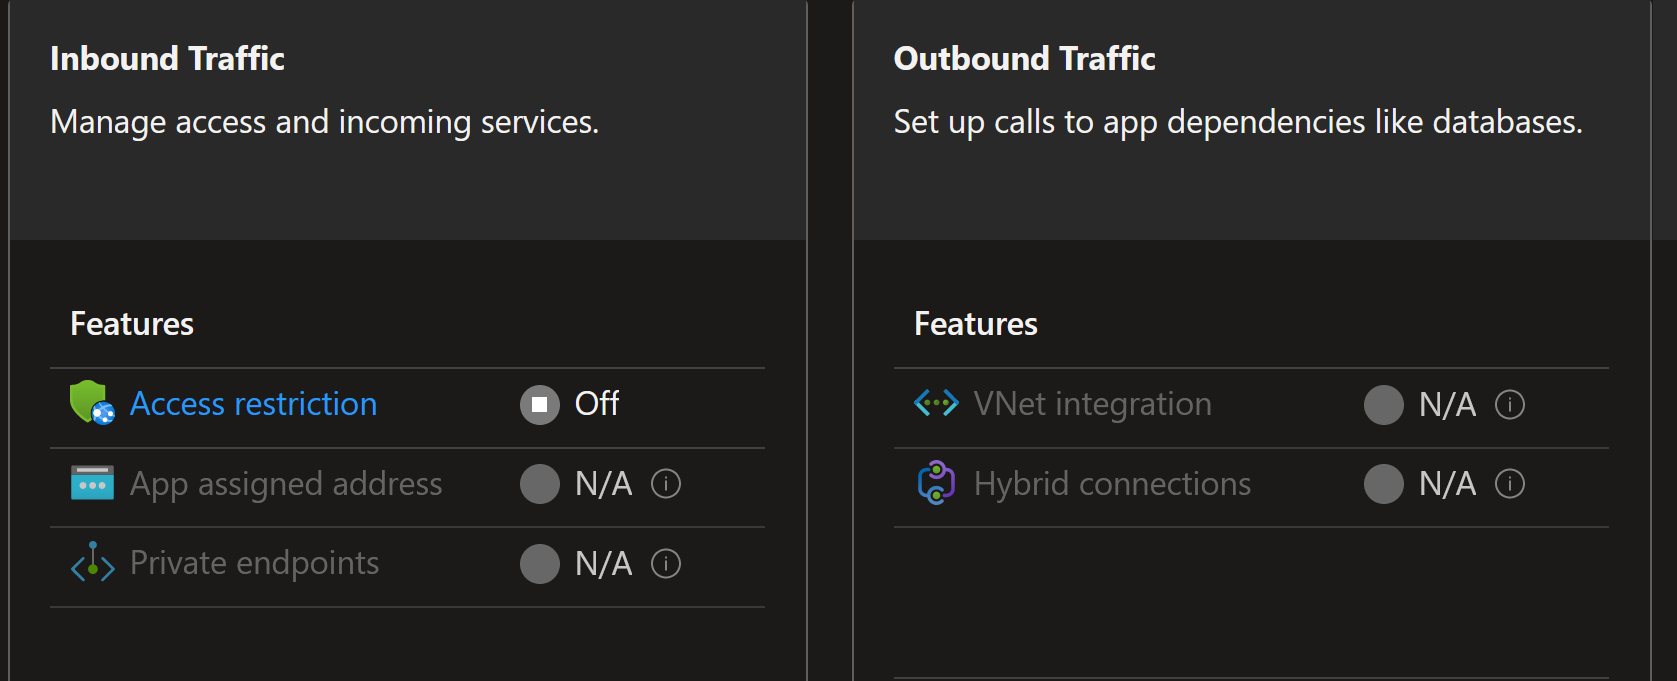 Inbound Traffic
Manage access and incoming services.
Features
Access restriction Off
App assigned address N/A
Private endpoints N/A
Outbound Traffic
Set up calls to app dependencies like databases.
Features
VNet integration N/A
Hybrid connections N/A